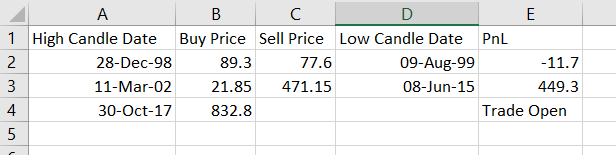 A B C D E
1 High Candle Date Buy Price Sell Price Low Candle Date PnL
2 28-Dec-98 89.3 77.6 09-Aug-99 -11.7
3 11-Mar-02 21.85 471.15 08-Jun-15 449.3
4 30-Oct-17 832.8 Trade Open
5
6